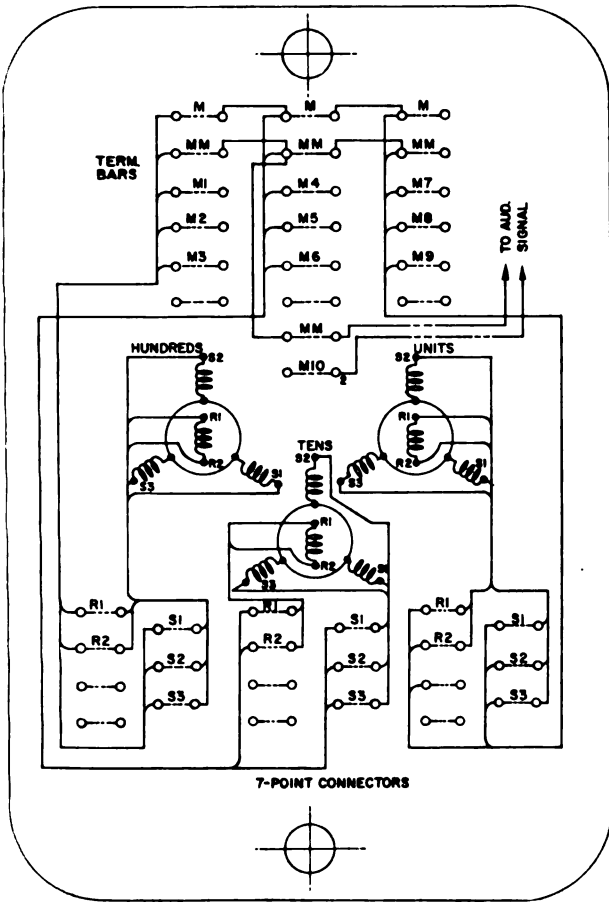 M M M
MM MM MM
TERM.
BARS
M1 M4 M7
M2 M5 M8
M3 M6 M9
TO AUD.
SIGNAL
MM
M10 2
HUNDREDS
S2
R1
R2
S3 S1
UNITS
S2
R1
R2
S3 S1
TENS
S2
R1
R2
S3 S1
R1 S1 R1 S1 R1 S1
R2 S2 R2 S2 R2 S2
S3 S3 S3
7-POINT CONNECTORS